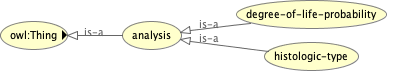 degree-of-life-probability
is-a
owl:Thing
is-a
analysis
is-a
histologic-type